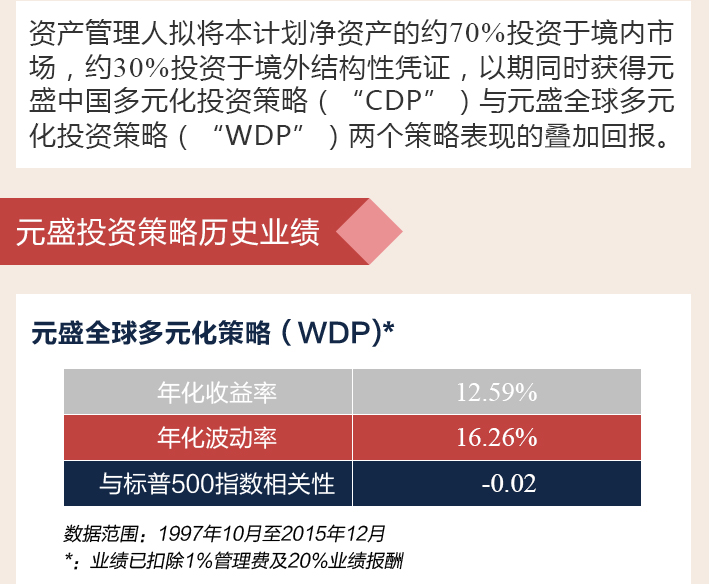 资产管理人拟将本计划净资产的约70%投资于境内市
场，约30%投资于境外结构性凭证，以期同时获得元
盛中国多元化投资策略（“CDP”）与元盛全球多元
化投资策略（“WDP”）两个策略表现的叠加回报。
元盛投资策略历史业绩
元盛全球多元化策略（WDP)*
年化收益率 12.59%
年化波动率 16.26%
与标普500指数相关性 -0.02
数据范围：1997年10月至2015年12月
*：业绩已扣除1%管理费及20%业绩报酬